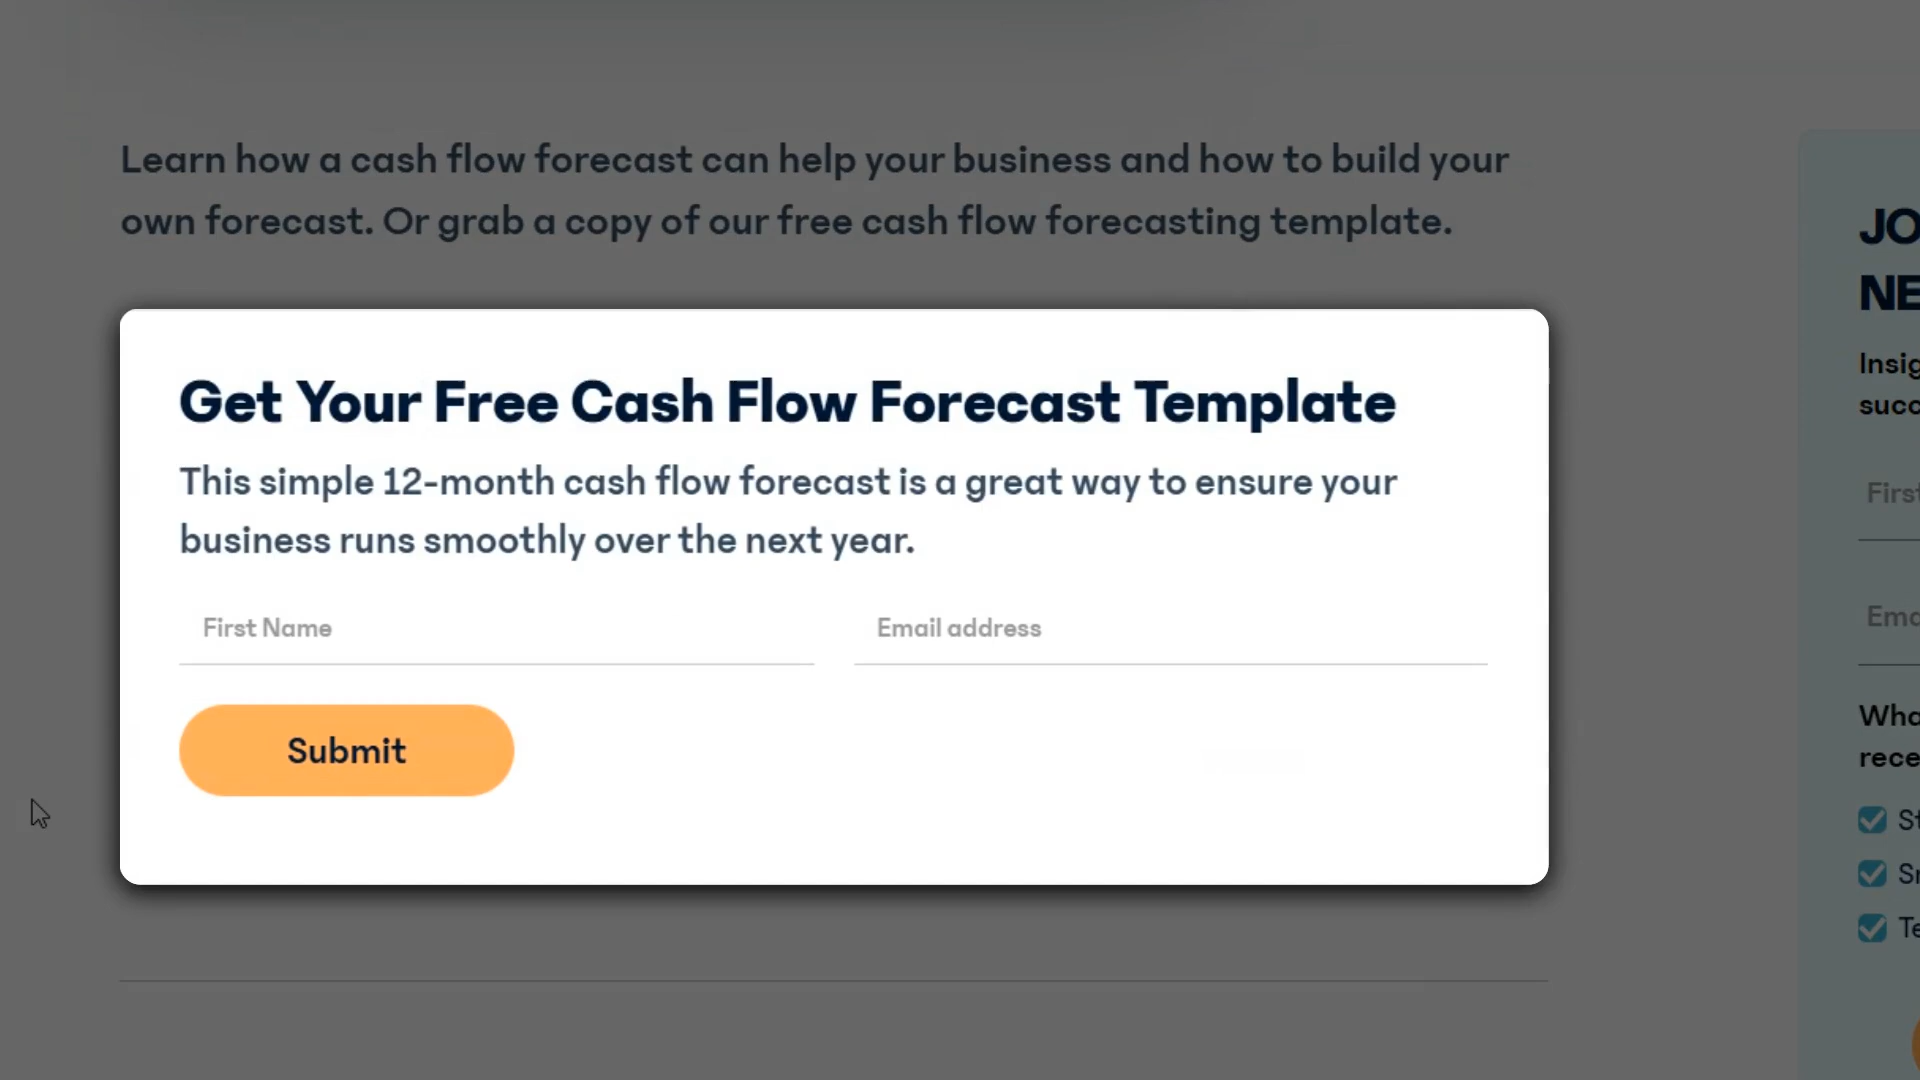 Learn how a cash flow forecast can help your business and how to build your
own forecast. Or grab a copy of our free cash flow forecasting template.
Get Your Free Cash Flow Forecast Template
This simple 12-month cash flow forecast is a great way to ensure your
business runs smoothly over the next year.
First Name
Email address
Submit